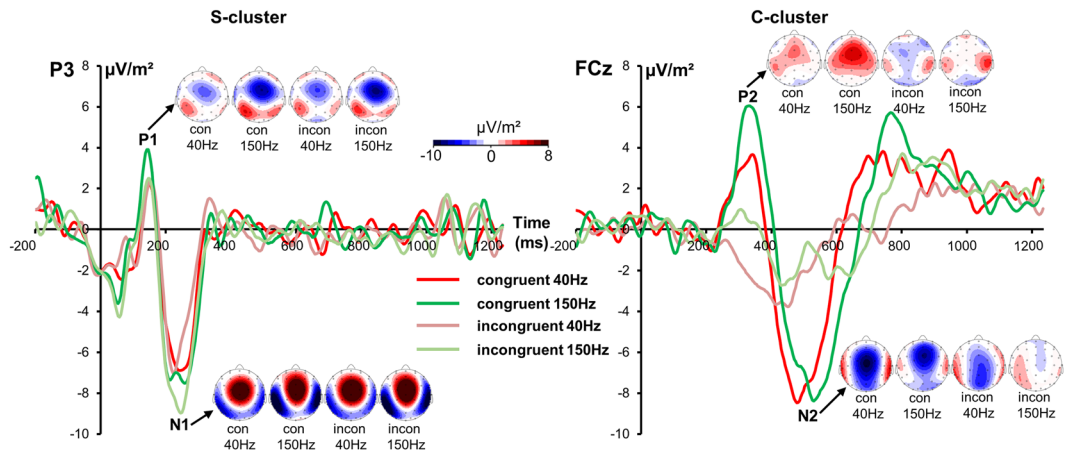 S-cluster
C-cluster
P3
μV/m²
8
6
4
2
0
-2
-4
-6
-8
-10
-200
200
400
600
800
1000
1200
Time
(ms)
P1
con
40Hz
con
150Hz
incon
40Hz
incon
150Hz
μV/m²
-10
0
8
N1
con
40Hz
con
150Hz
incon
40Hz
incon
150Hz
congruent 40Hz
congruent 150Hz
incongruent 40Hz
incongruent 150Hz
FCz
μV/m²
8
6
4
2
0
-2
-4
-6
-8
-10
-200
200
400
600
800
1000
1200
P2
con
40Hz
con
150Hz
incon
40Hz
incon
150Hz
N2
con
40Hz
con
150Hz
incon
40Hz
incon
150Hz